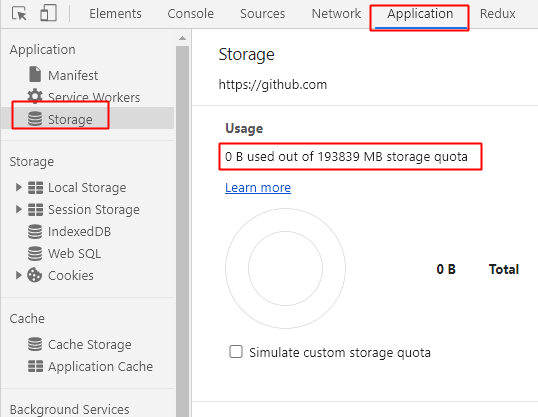 Elements Console Sources Network Application Redux
Application
Manifest
Service Workers
Storage
Storage
Local Storage
Session Storage
IndexedDB
Web SQL
Cookies
Cache
Cache Storage
Application Cache
Background Services
Storage
https://github.com
Usage
0 B used out of 193839 MB storage quota
Learn more
0 B Total
Simulate custom storage quota